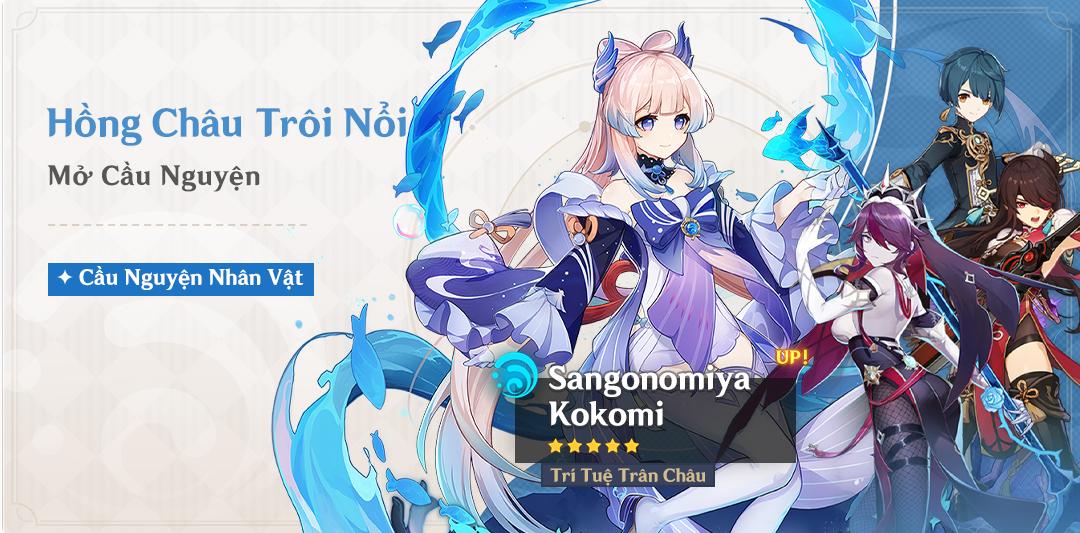 Hồng Châu Trôi Nổi
Mở Cầu Nguyện
✦ Cầu Nguyện Nhân Vật
UP!
Sangonomiya
Kokomi
★★★★★
Trí Tuệ Trân Châu